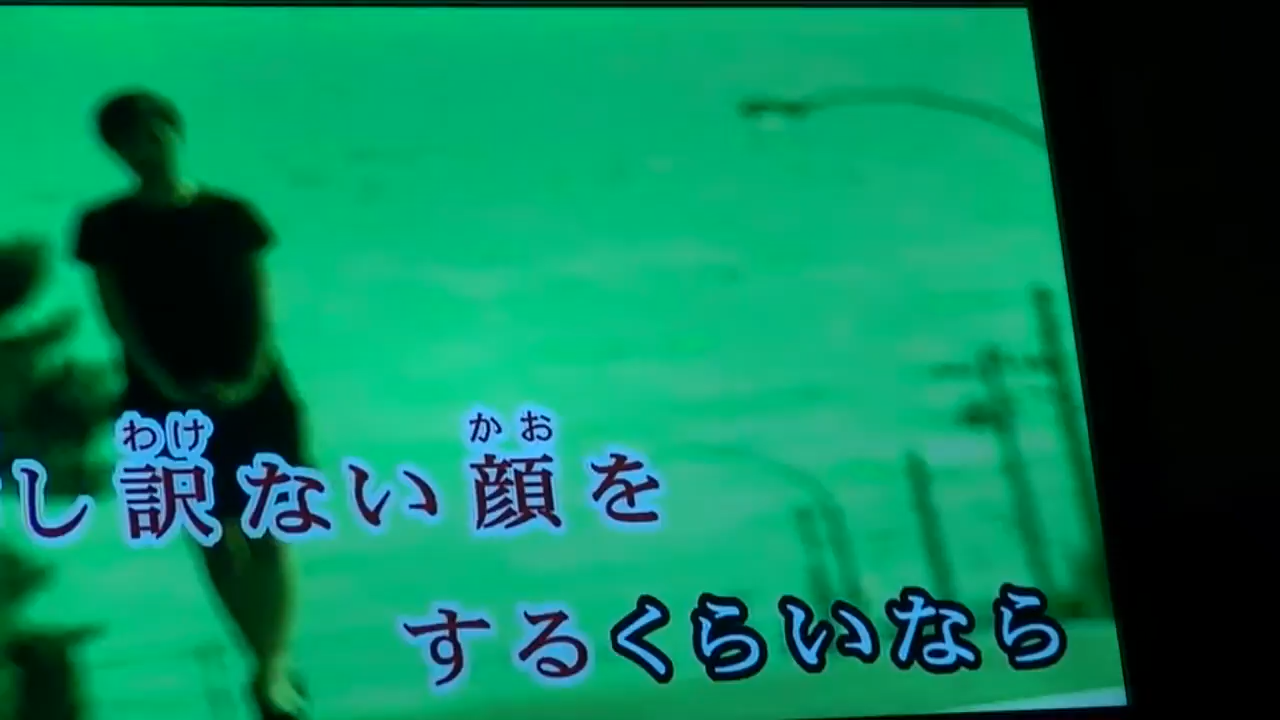 わけ かお
し訳ない顔を
するくらいなら